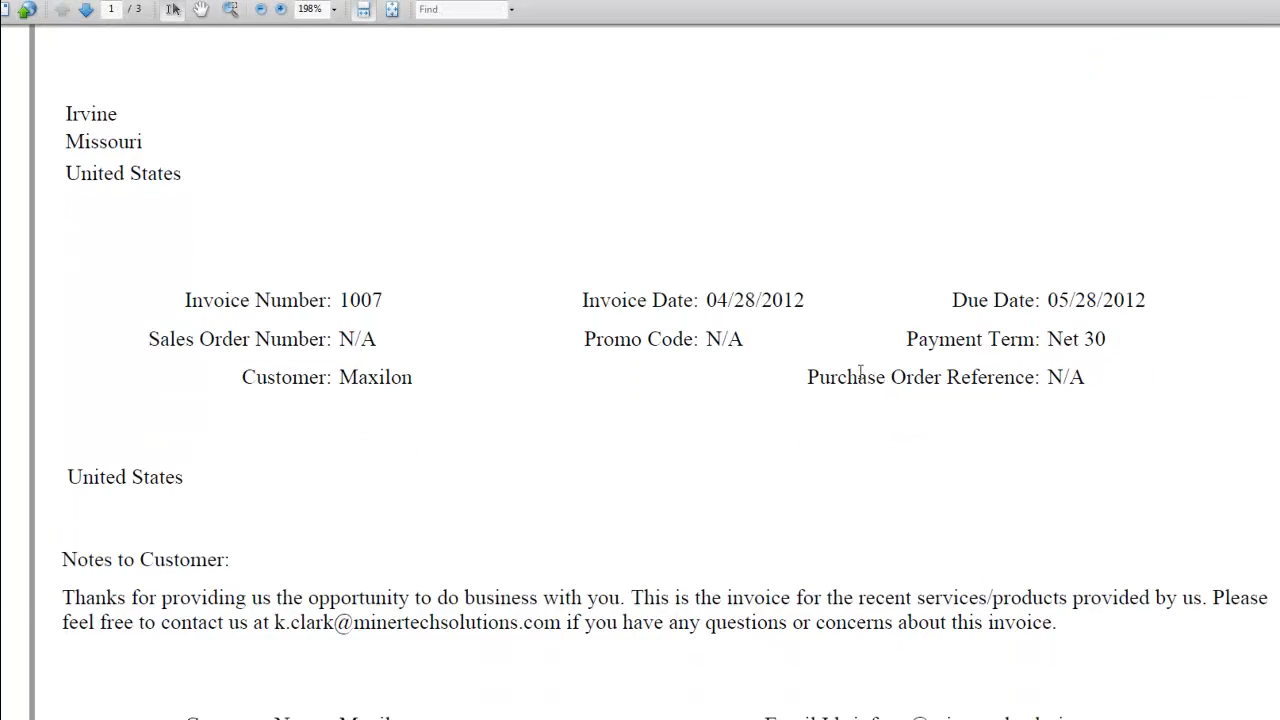 1 / 3 198% Find
Irvine
Missouri
United States
Invoice Number: 1007 Invoice Date: 04/28/2012 Due Date: 05/28/2012
Sales Order Number: N/A Promo Code: N/A Payment Term: Net 30
Customer: Maxilon Purchase Order Reference: N/A
United States
Notes to Customer:
Thanks for providing us the opportunity to do business with you. This is the invoice for the recent services/products provided by us. Please
feel free to contact us at k.clark@minertechsolutions.com if you have any questions or concerns about this invoice.